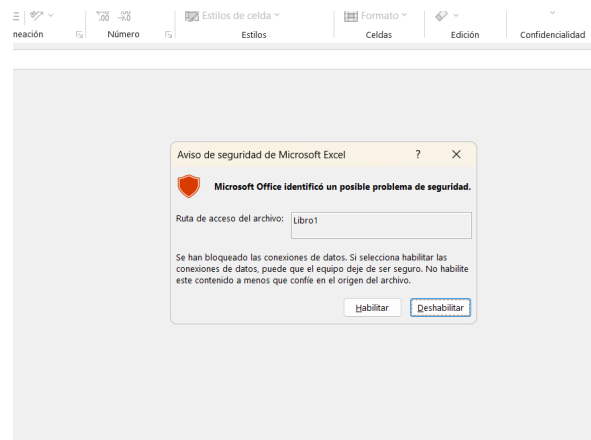 Estilos de celda
Formato
neación
Número
Estilos
Celdas
Edición
Confidencialidad
Aviso de seguridad de Microsoft Excel ?
Microsoft Office identificó un posible problema de seguridad.
Ruta de acceso del archivo: Libro1
Se han bloqueado las conexiones de datos. Si selecciona habilitar las
conexiones de datos, puede que el equipo deje de ser seguro. No habilite
este contenido a menos que confíe en el origen del archivo.
Habilitar
Deshabilitar